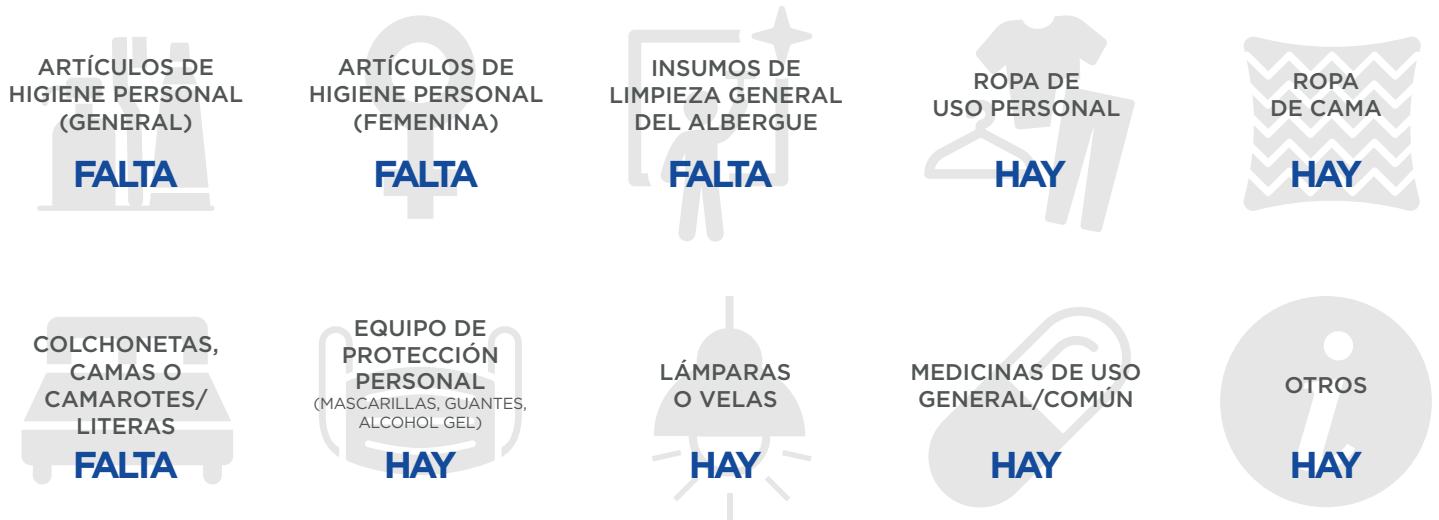 ARTÍCULOS DE
HIGIENE PERSONAL
(GENERAL)
FALTA
ARTÍCULOS DE
HIGIENE PERSONAL
(FEMENINA)
FALTA
INSUMOS DE
LIMPIEZA GENERAL
DEL ALBERGUE
FALTA
ROPA DE
USO PERSONAL
HAY
ROPA
DE CAMA
HAY
COLCHONETAS,
CAMAS O
CAMAROTES/
LITERAS
FALTA
EQUIPO DE
PROTECCIÓN
PERSONAL
(MASCARILLAS, GUANTES,
ALCOHOL GEL)
HAY
LÁMPARAS
O VELAS
HAY
MEDICINAS DE USO
GENERAL/COMÚN
HAY
OTROS
HAY